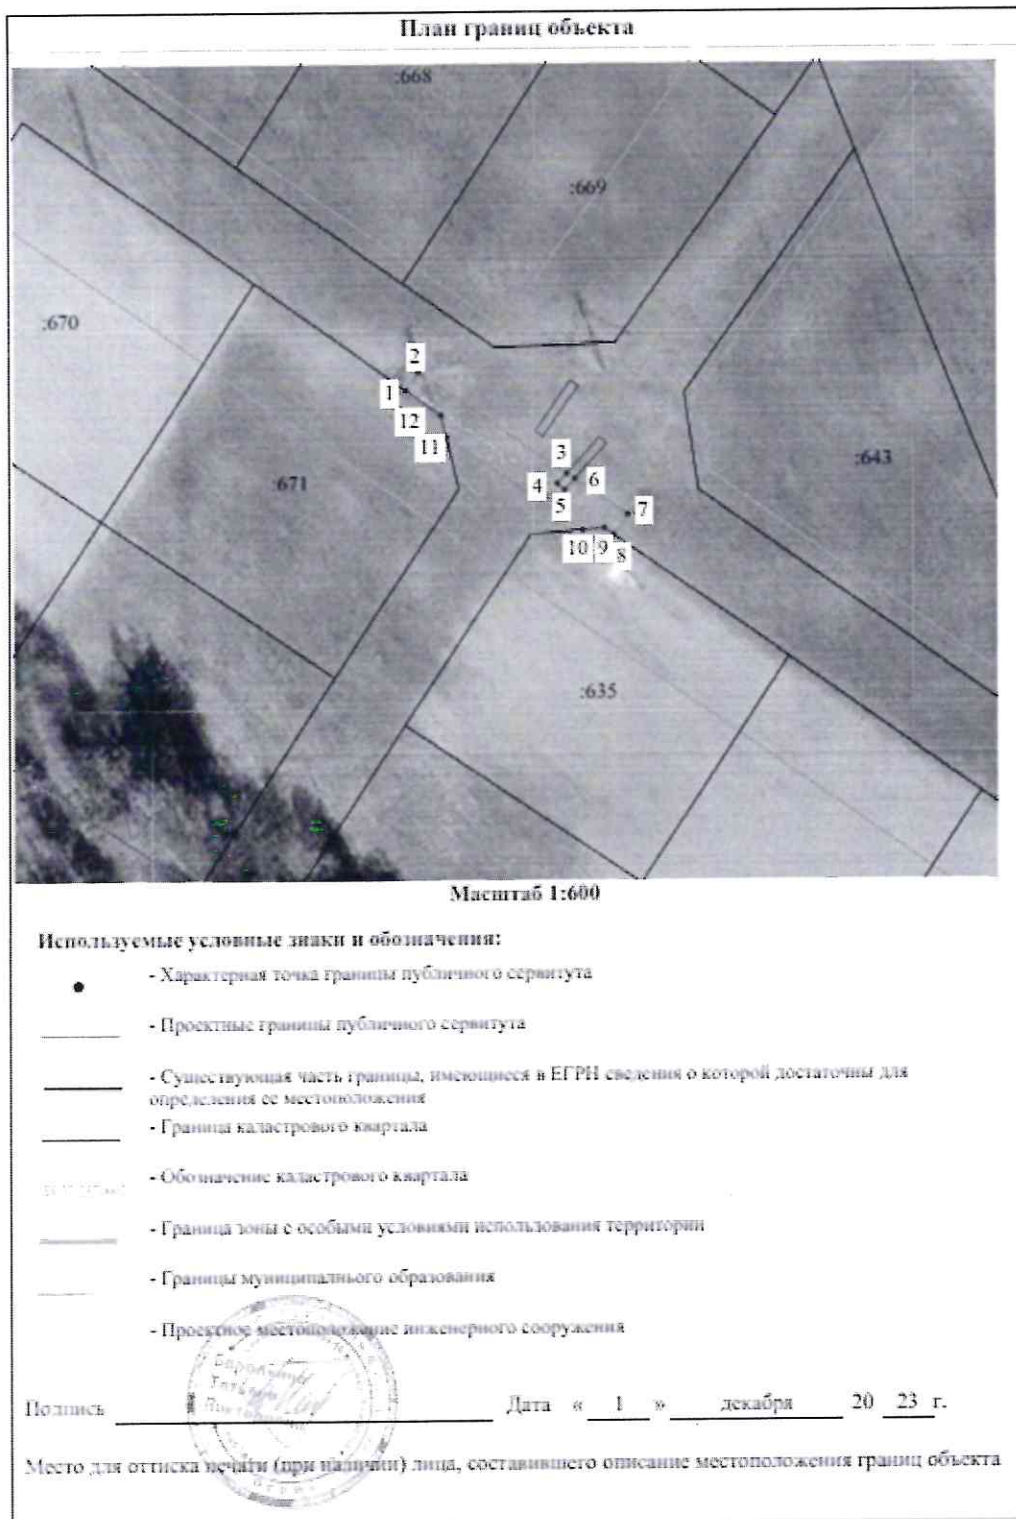 План границ объекта
:668
:669
:670
2
1
12
11
3
:643
:671
4
6
5
7
10
9
8
:635
Масштаб 1:600
Используемые условные знаки и обозначения:
- Характерная точка границы публичного сервитута
- Проектные границы публичного сервитута
- Существующая часть границы, имеющиеся в ЕГРН сведения о которой достаточны для
определения ее местоположения
- Граница кадастрового квартала
- Обозначение кадастрового квартала
- Граница зоны с особыми условиями использования территории
- Границы муниципалнього образования
- Проектное местоположение инженерного сооружения
Татьяна
Подпись Дата « 1 » декабря 20 23 г.
Место для оттиска печати (при наличии) лица, составившего описание местоположения границ объекта